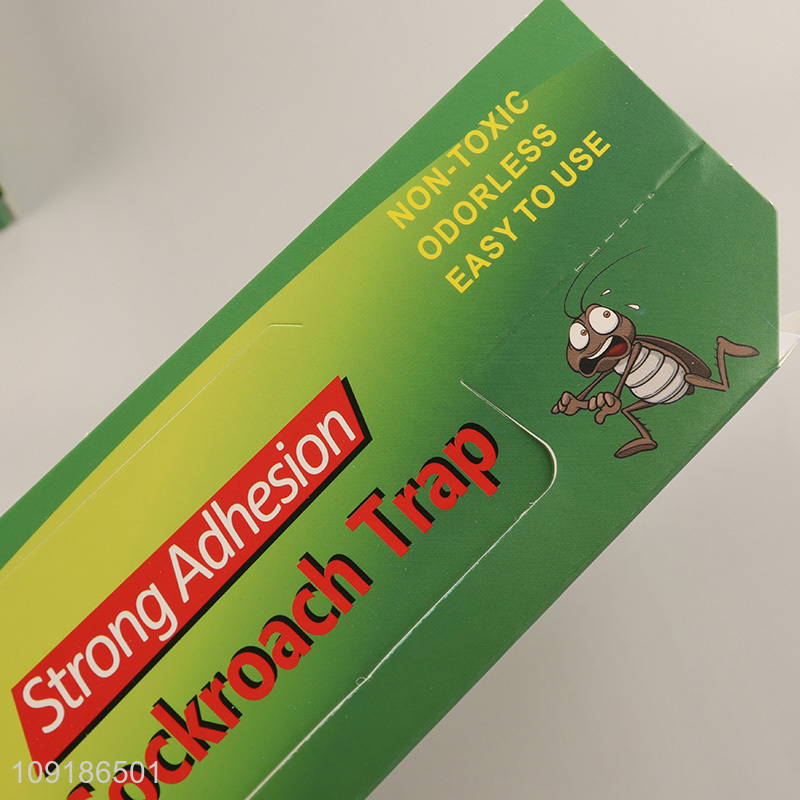 NON-TOXIC
ODORLESS
EASY TO USE
Strong Adhesion
Cockroach Trap
109186501